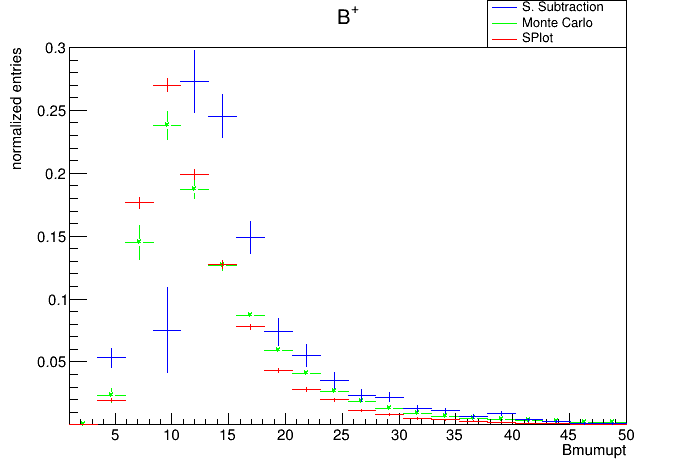 B+
S. Subtraction
Monte Carlo
SPlot
normalized entries
0.3
0.25
0.2
0.15
0.1
0.05
5 10 15 20 25 30 35 40 45 50
Bmumupt